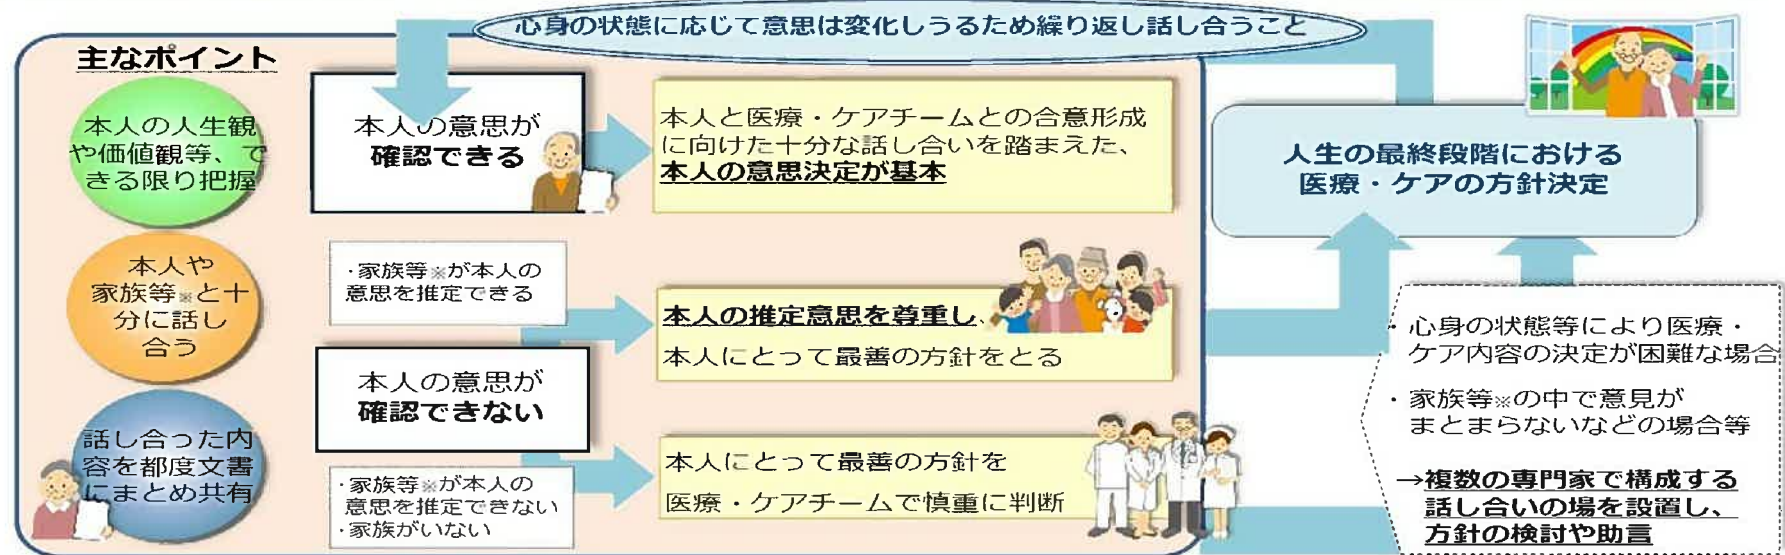 心身の状態に応じて意思は変化しうるため繰り返し話し合うこと
主なポイント
本人の人生観
や価値観等、で
きる限り把握
本人や
家族等※と十
分に話し
合う
話し合った内
容を都度文書
にまとめ共有
本人の意思が
確認できる
本人と医療・ケアチームとの合意形成
に向けた十分な話し合いを踏まえた、
本人の意思決定が基本
・家族等※が本人の
意思を推定できる
本人の推定意思を尊重し、
本人にとって最善の方針をとる
本人の意思が
確認できない
・家族等※が本人の
意思を推定できない
・家族がいない
本人にとって最善の方針を
医療・ケアチームで慎重に判断
人生の最終段階における
医療・ケアの方針決定
・心身の状態等により医療・
ケア内容の決定が困難な場合
・家族等※の中で意見が
まとまらないなどの場合等
→複数の専門家で構成する
話し合いの場を設置し、
方針の検討や助言